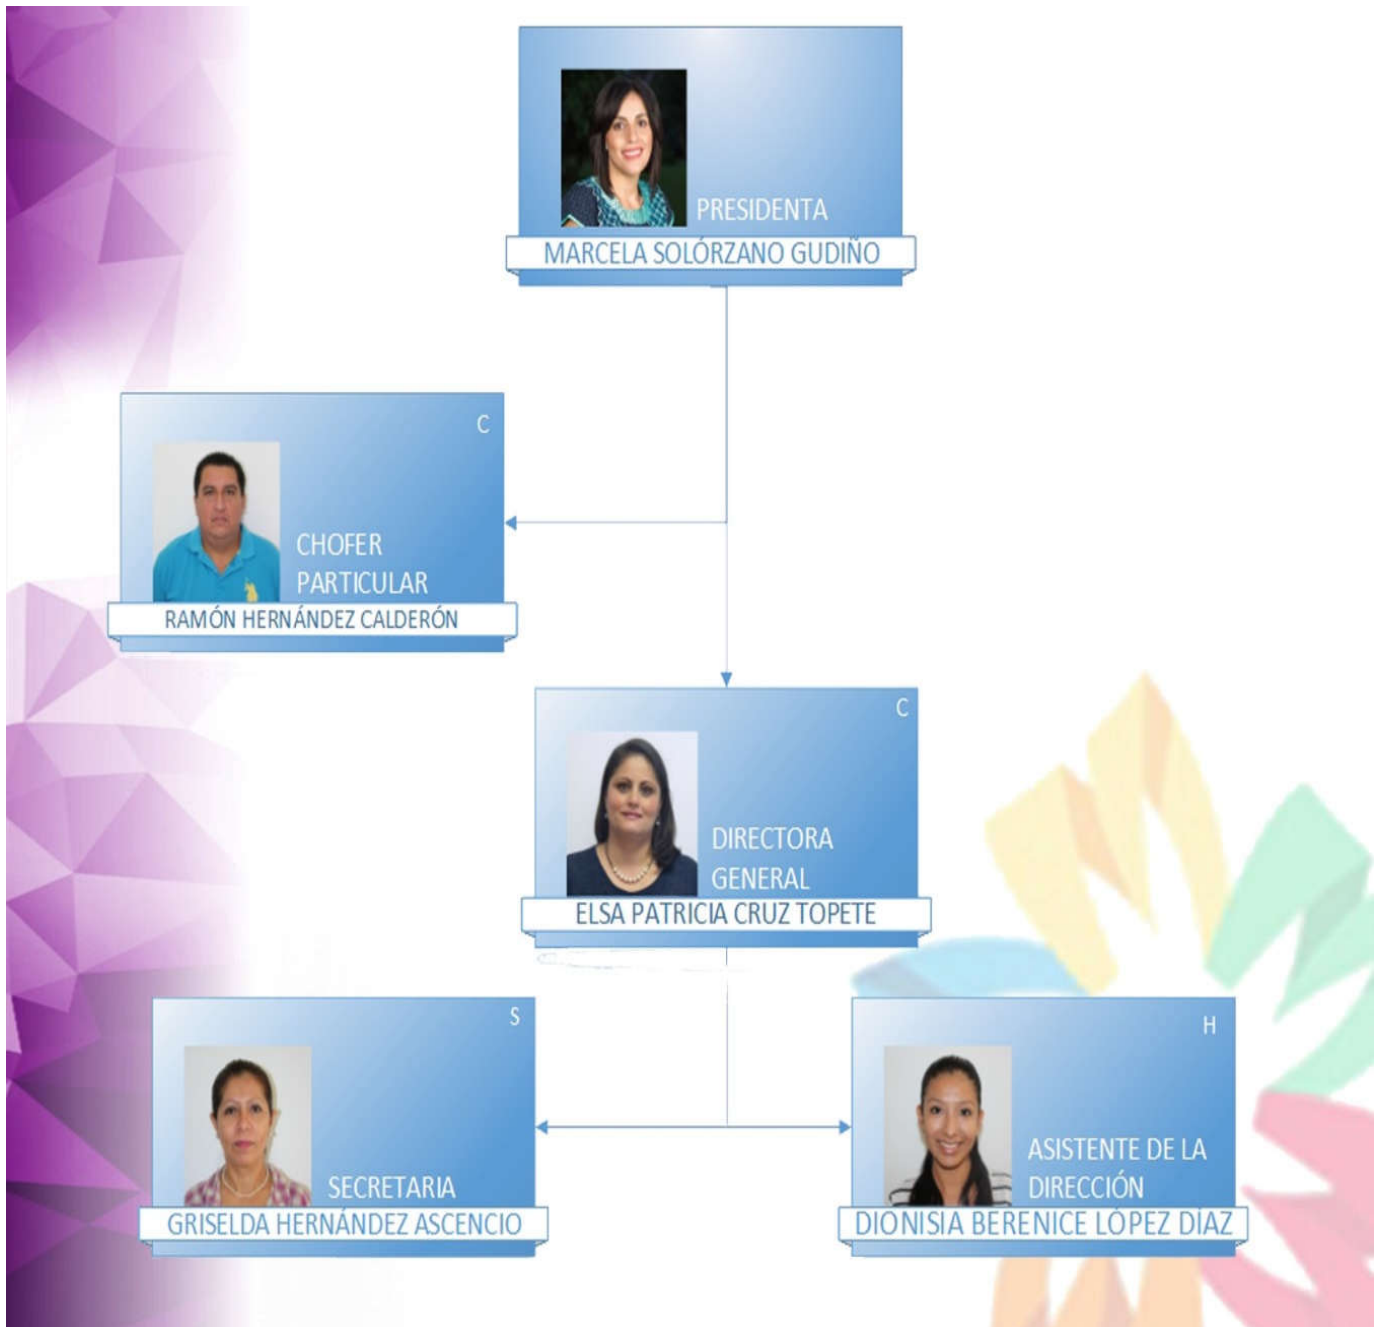 PRESIDENTA
MARCELA SOLÓRZANO GUDIÑO
C
CHOFER
PARTICULAR
RAMÓN HERNÁNDEZ CALDERÓN
C
DIRECTORA
GENERAL
ELSA PATRICIA CRUZ TOPETE
S
SECRETARIA
GRISELDA HERNÁNDEZ ASCENCIO
H
ASISTENTE DE LA
DIRECCIÓN
DIONISIA BERENICE LÓPEZ DÍAZ